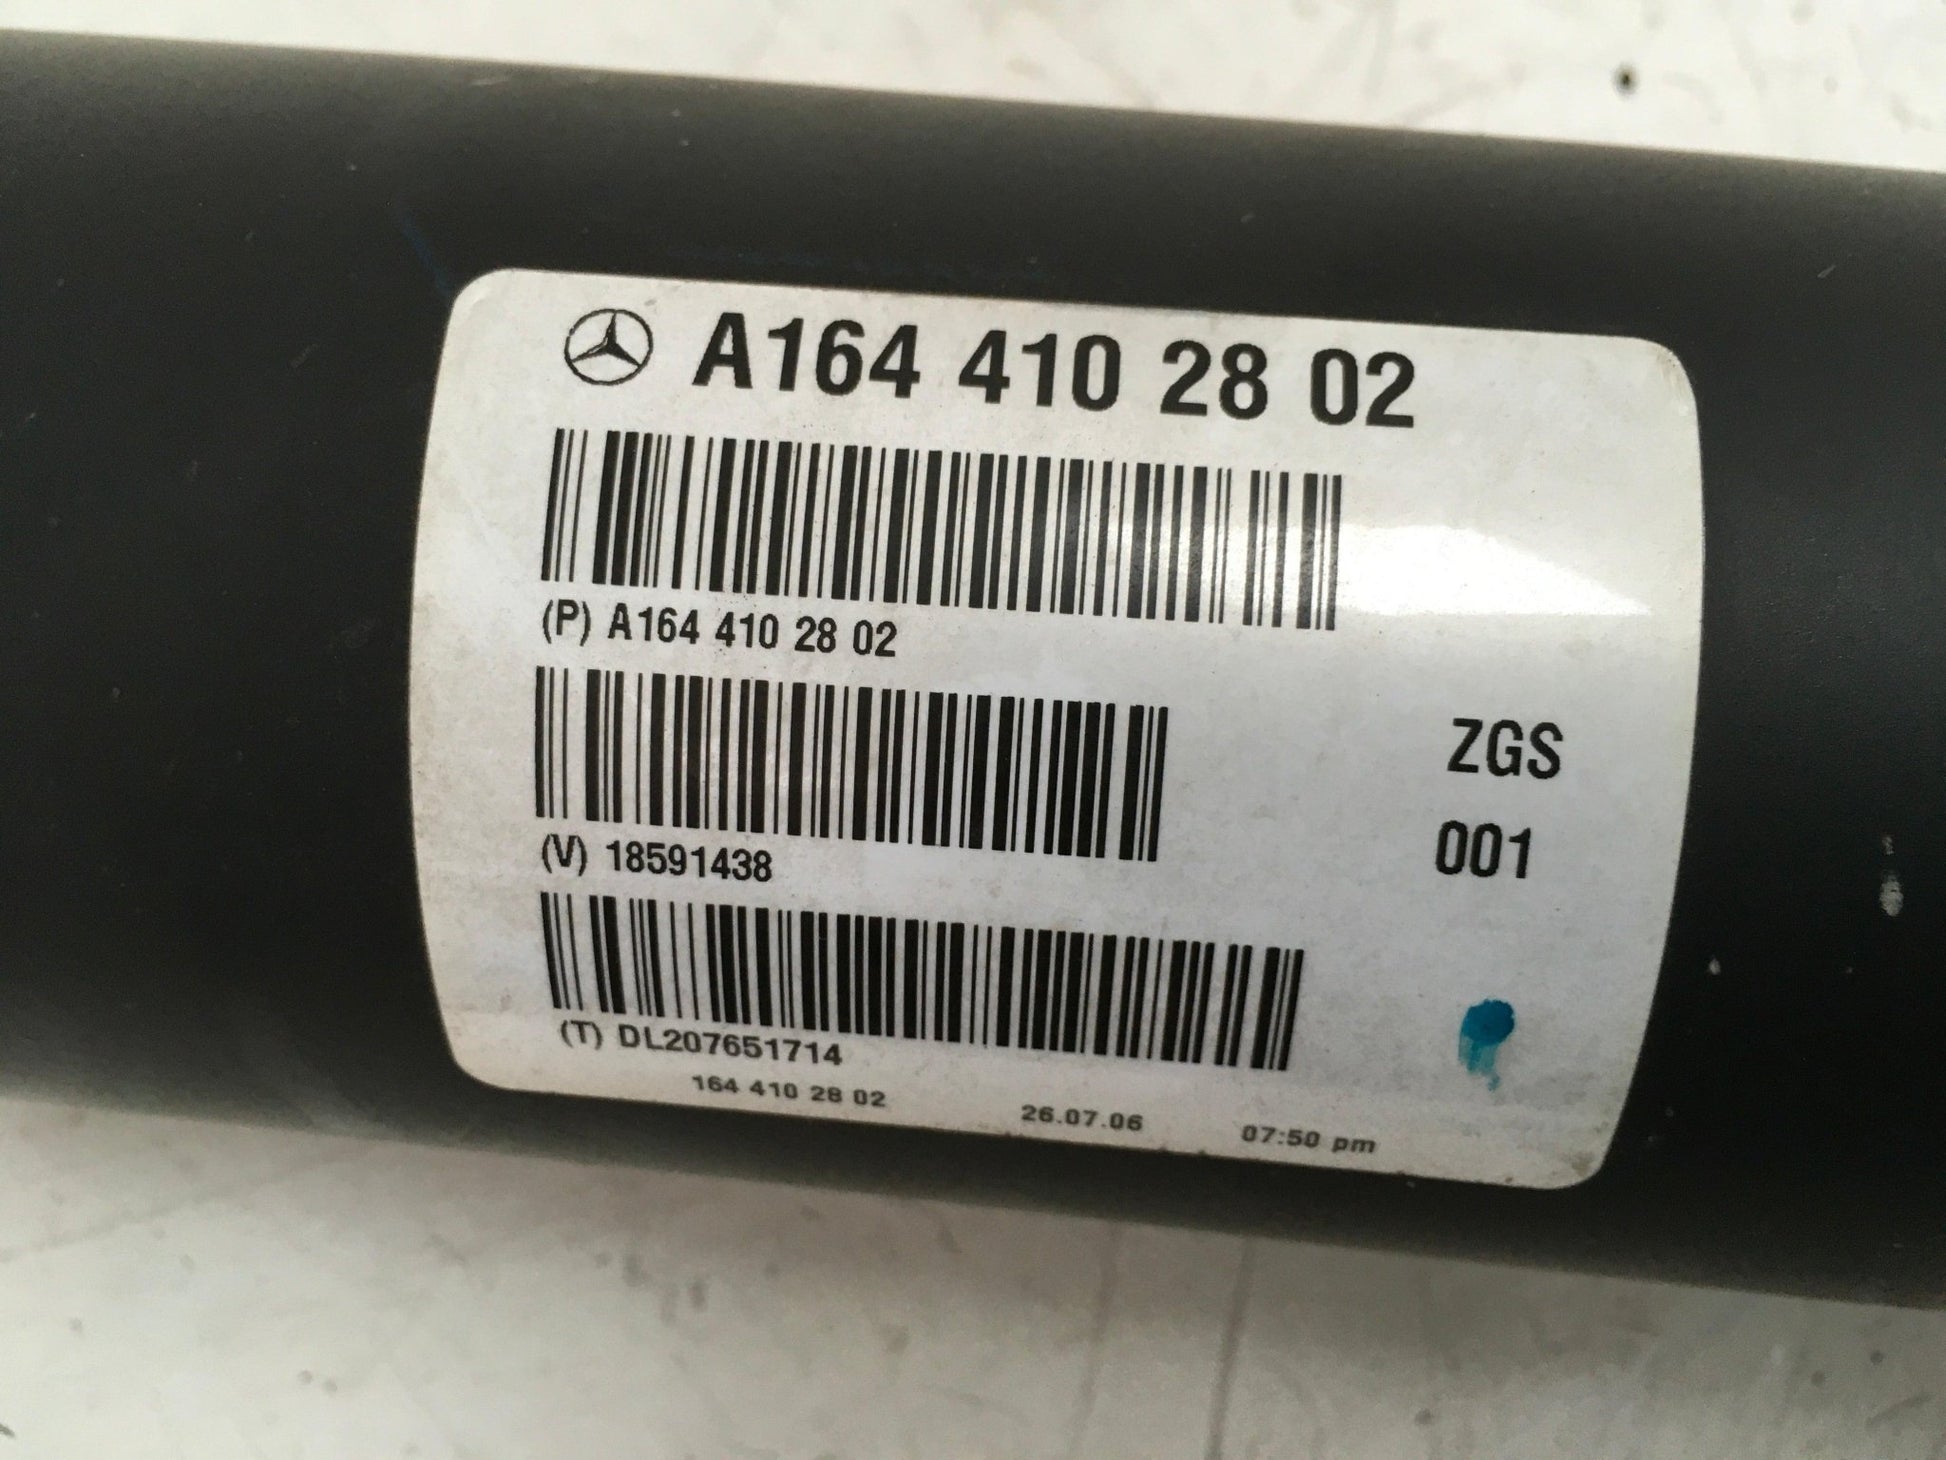 A164 410 28 02
(P) A164 410 28 02
ZGS
001
(V) 18591438
(T) DL207651714
164 410 28 02 26.07.06 07:50 pm